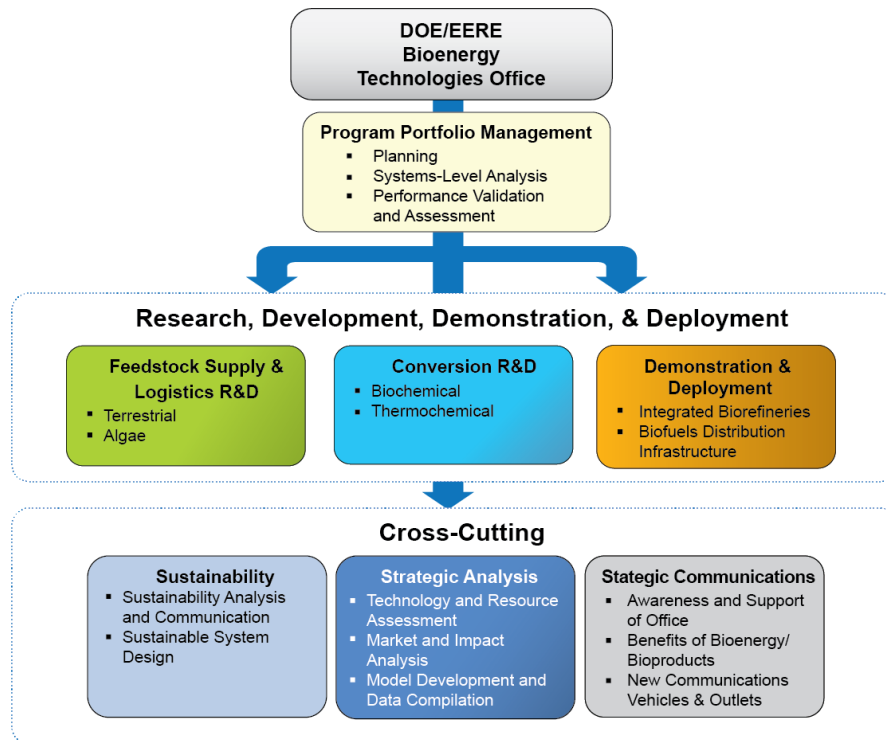 DOE/EERE
Bioenergy
Technologies Office
Program Portfolio Management
▪ Planning
▪ Systems-Level Analysis
▪ Performance Validation
and Assessment
Research, Development, Demonstration, & Deployment
Feedstock Supply &
Logistics R&D
▪ Terrestrial
▪ Algae
Conversion R&D
▪ Biochemical
▪ Thermochemical
Demonstration &
Deployment
▪ Integrated Biorefineries
▪ Biofuels Distribution
Infrastructure
Cross-Cutting
Sustainability
▪ Sustainability Analysis
and Communication
▪ Sustainable System
Design
Strategic Analysis
▪ Technology and Resource
Assessment
▪ Market and Impact
Analysis
▪ Model Development and
Data Compilation
Stategic Communications
▪ Awareness and Support
of Office
▪ Benefits of Bioenergy/
Bioproducts
▪ New Communications
Vehicles & Outlets